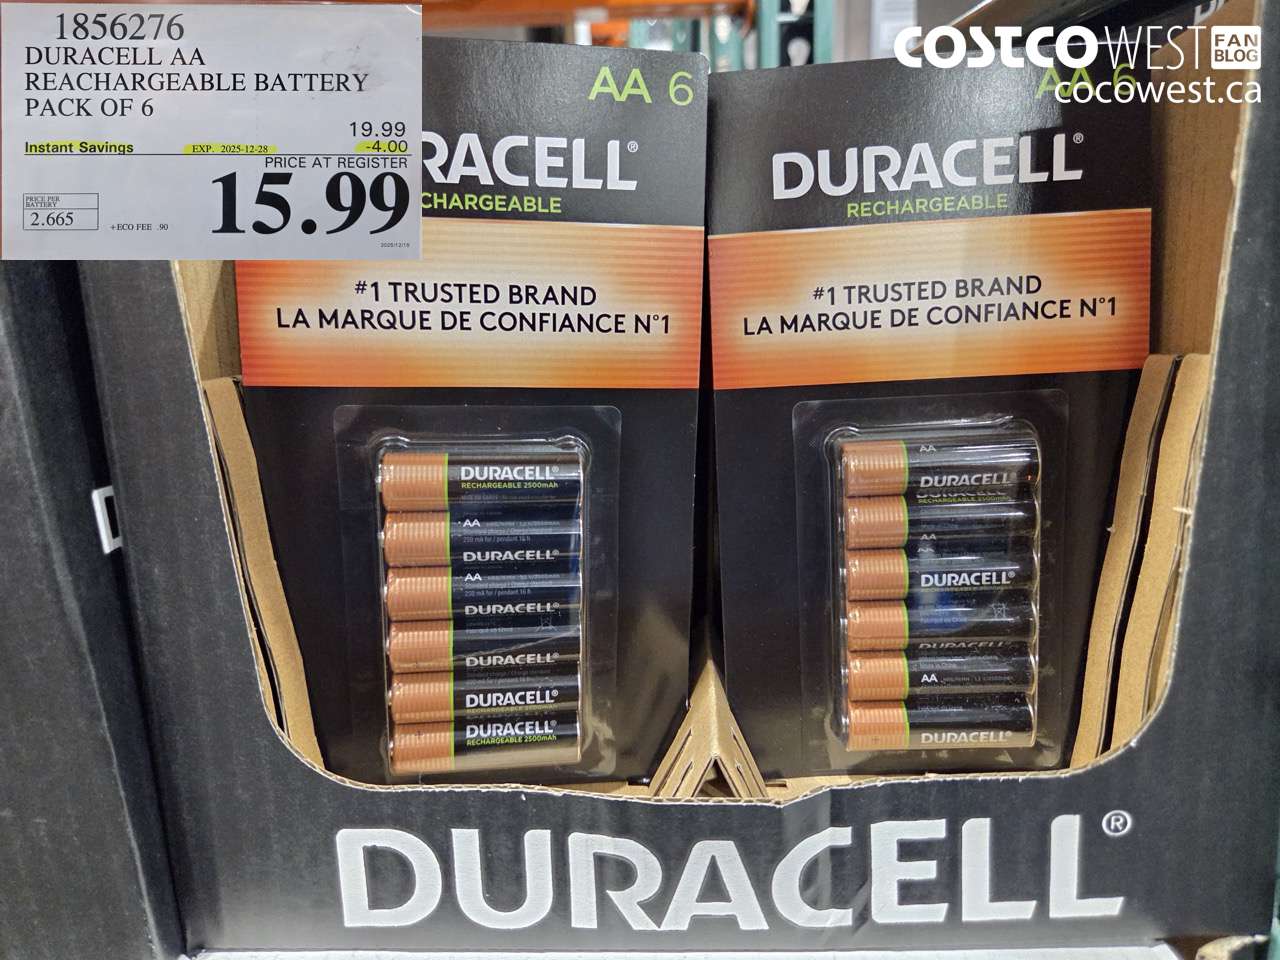 1856276
DURACELL AA
REACHARGEABLE BATTERY
PACK OF 6
19.99
Instant Savings EXP. 2025-12-28 -4.00
PRICE AT REGISTER
15.99
PRICE PER
BATTERY
2.665
+ECO FEE .90
COSTCO WEST FAN BLOG
cocowest.ca
AA 6
RACELL®
CHARGEABLE
#1 TRUSTED BRAND
LA MARQUE DE CONFIANCE N°1
DURACELL®
RECHARGEABLE 2500mAh
AA
DURACELL®
AA
DURACELL®
DURACELL®
DURACELL®
DURACELL®
RECHARGEABLE 2500mAh
AA 6
DURACELL®
RECHARGEABLE
#1 TRUSTED BRAND
LA MARQUE DE CONFIANCE N°1
AA
DURACELL®
AA
DURACELL®
DURACELL
AA
DURACELL®
DURACELL®